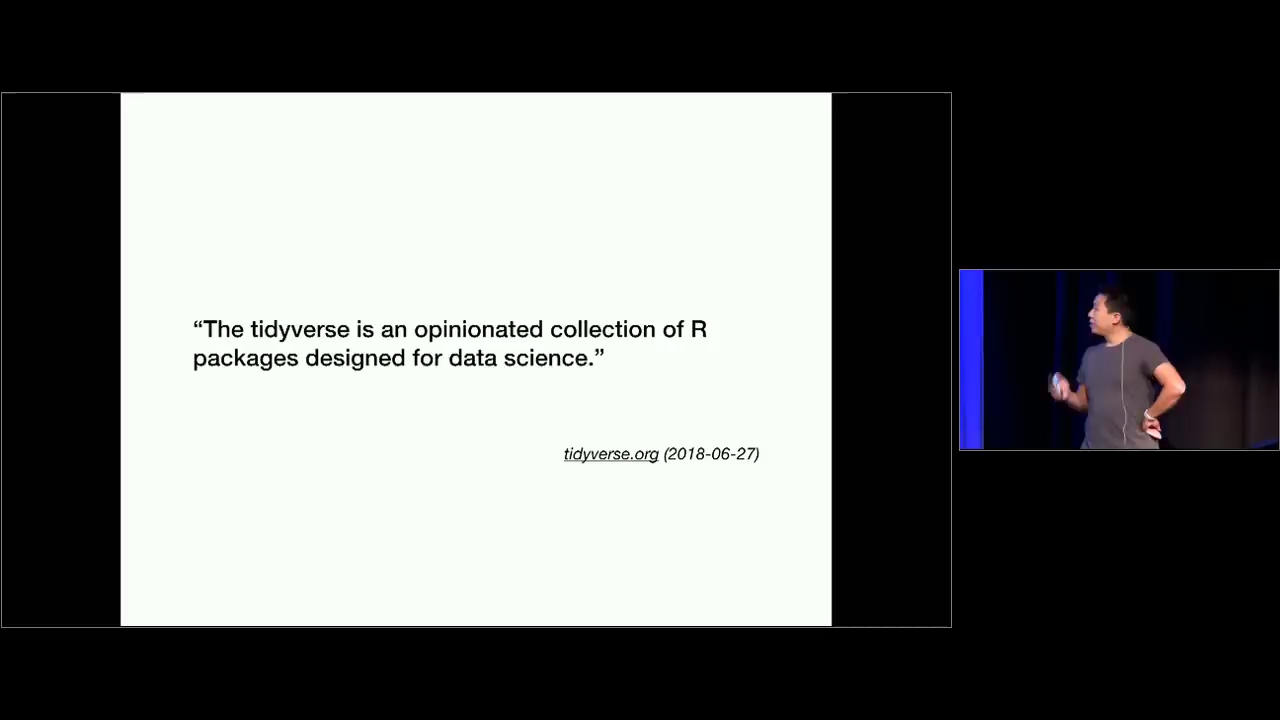 “The tidyverse is an opinionated collection of R
packages designed for data science.”
tidyverse.org (2018-06-27)